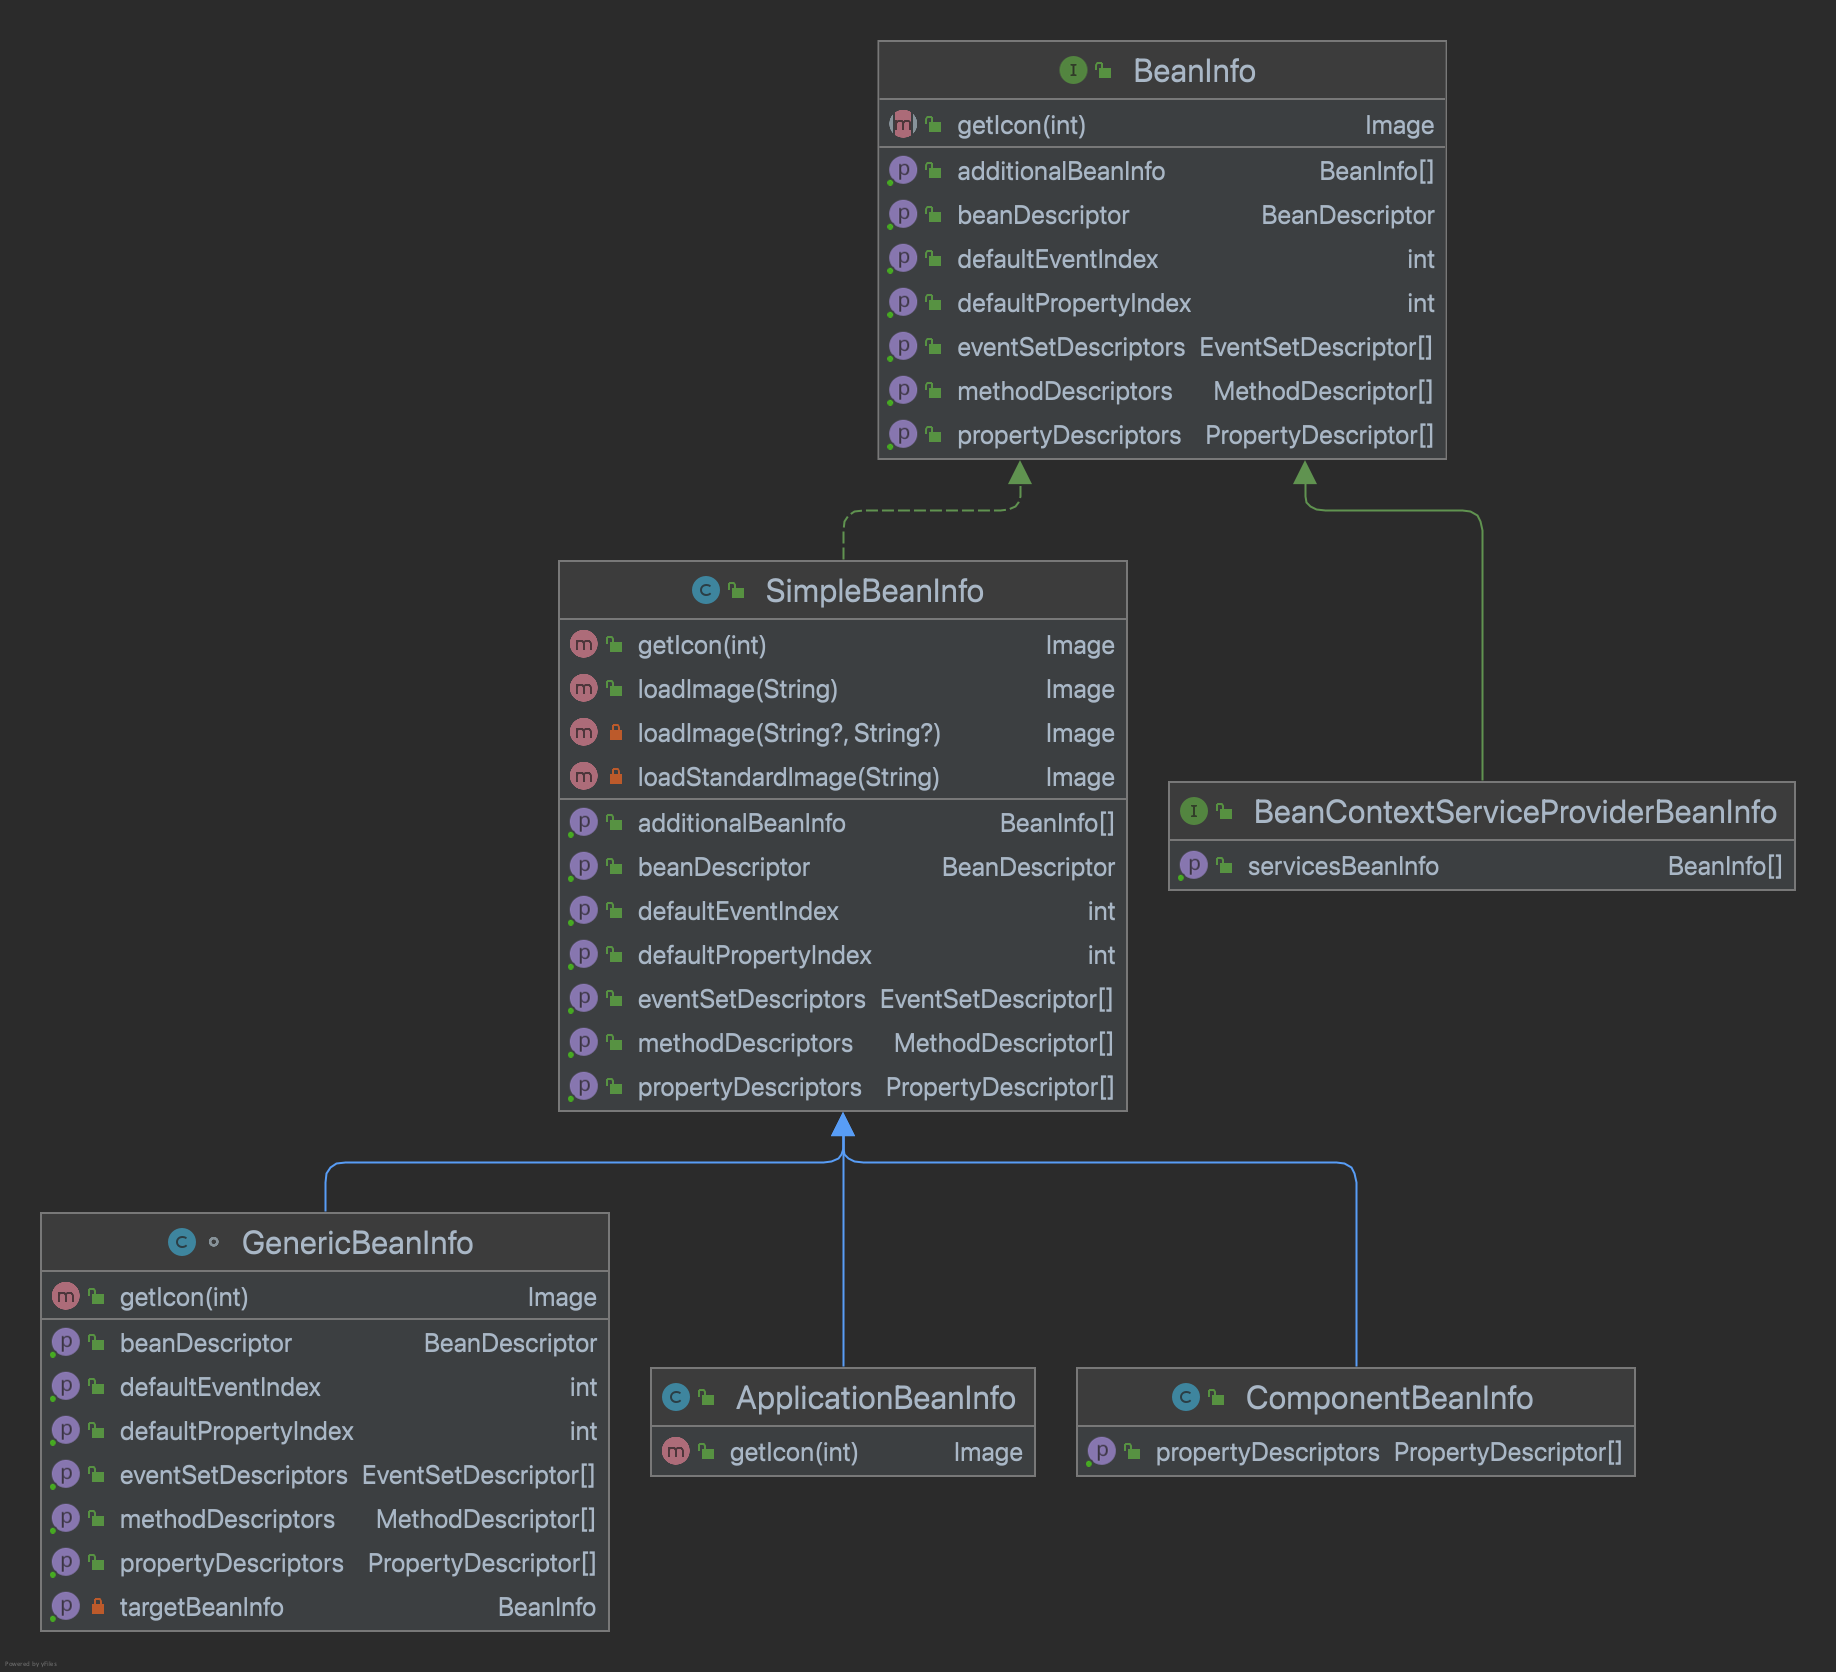 BeanInfo
getIcon(int) Image
additionalBeanInfo BeanInfo[]
beanDescriptor BeanDescriptor
defaultEventIndex int
defaultPropertyIndex int
eventSetDescriptors EventSetDescriptor[]
methodDescriptors MethodDescriptor[]
propertyDescriptors PropertyDescriptor[]
SimpleBeanInfo
getIcon(int) Image
loadImage(String) Image
loadImage(String?, String?) Image
loadStandardImage(String) Image
additionalBeanInfo BeanInfo[]
beanDescriptor BeanDescriptor
defaultEventIndex int
defaultPropertyIndex int
eventSetDescriptors EventSetDescriptor[]
methodDescriptors MethodDescriptor[]
propertyDescriptors PropertyDescriptor[]
BeanContextServiceProviderBeanInfo
servicesBeanInfo BeanInfo[]
GenericBeanInfo
getIcon(int) Image
beanDescriptor BeanDescriptor
defaultEventIndex int
defaultPropertyIndex int
eventSetDescriptors EventSetDescriptor[]
methodDescriptors MethodDescriptor[]
propertyDescriptors PropertyDescriptor[]
targetBeanInfo BeanInfo
ApplicationBeanInfo
getIcon(int) Image
ComponentBeanInfo
propertyDescriptors PropertyDescriptor[]
Powered by yFiles